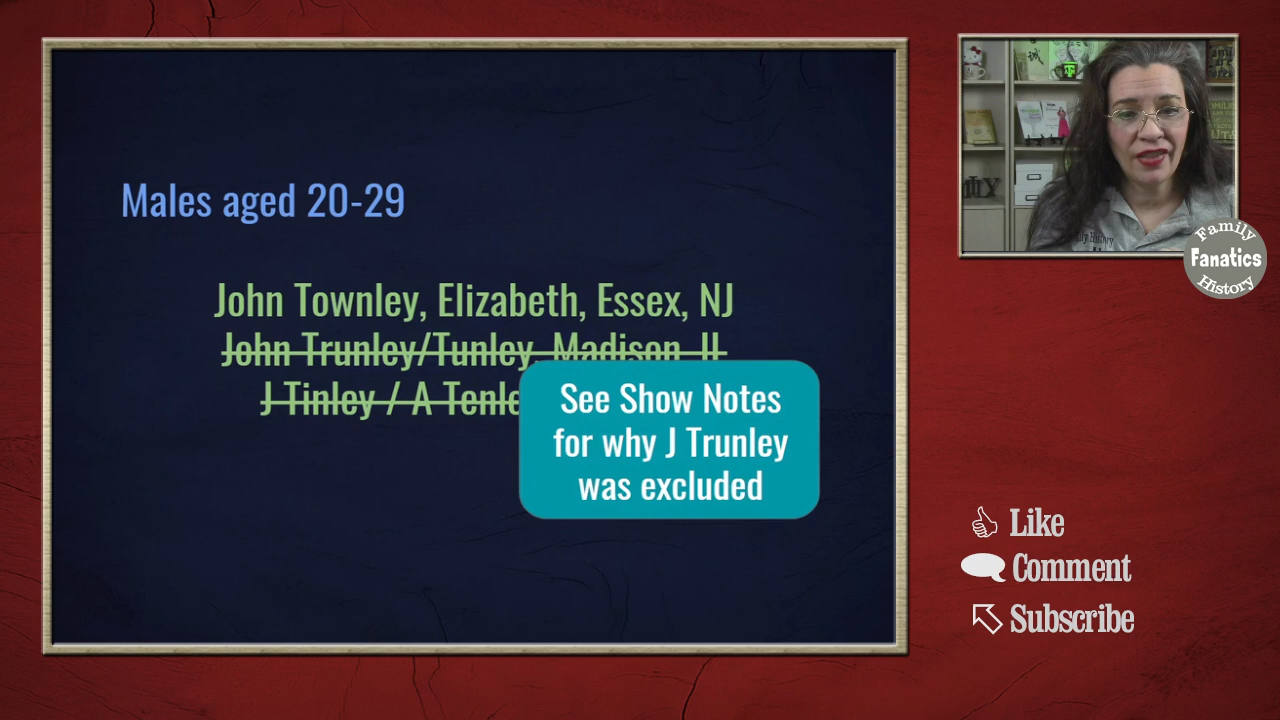 Males aged 20-29
John Townley, Elizabeth, Essex, NJ
John Trunley/Tunley, Madison, IL
J Tinley / A
See Show Notes
for why J Trunley
was excluded
Family
Fanatics
History
Like
Comment
Subscribe